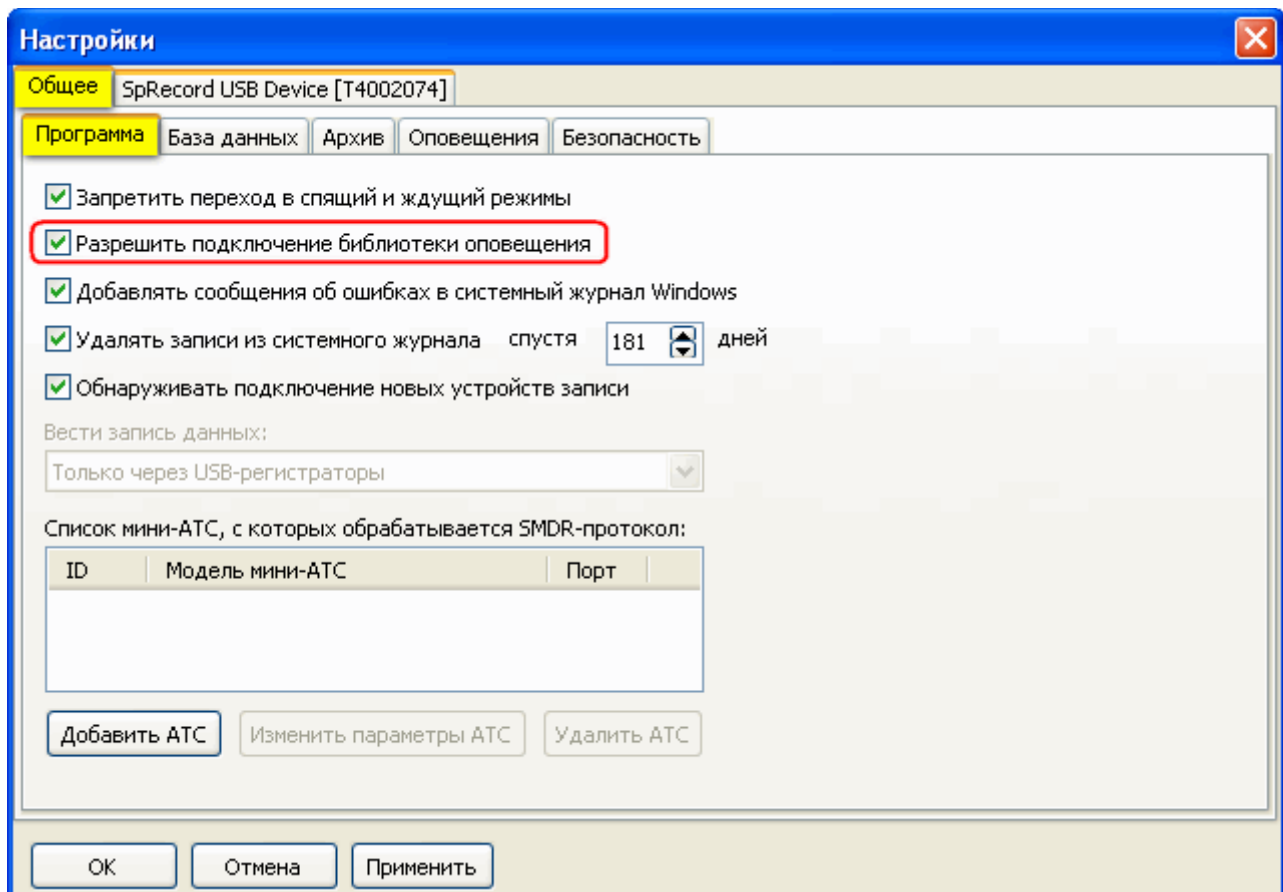 Настройки
Общее SpRecord USB Device [T4002074]
Программа База данных Архив Оповещения Безопасность
Запретить переход в спящий и ждущий режимы
Разрешить подключение библиотеки оповещения
Добавлять сообщения об ошибках в системный журнал Windows
Удалять записи из системного журнала спустя 181 дней
Обнаруживать подключение новых устройств записи
Вести запись данных:
Только через USB-регистраторы
Список мини-АТС, с которых обрабатывается SMDR-протокол:
ID Модель мини-АТС Порт
Добавить АТС Изменить параметры АТС Удалить АТС
ОК Отмена Применить